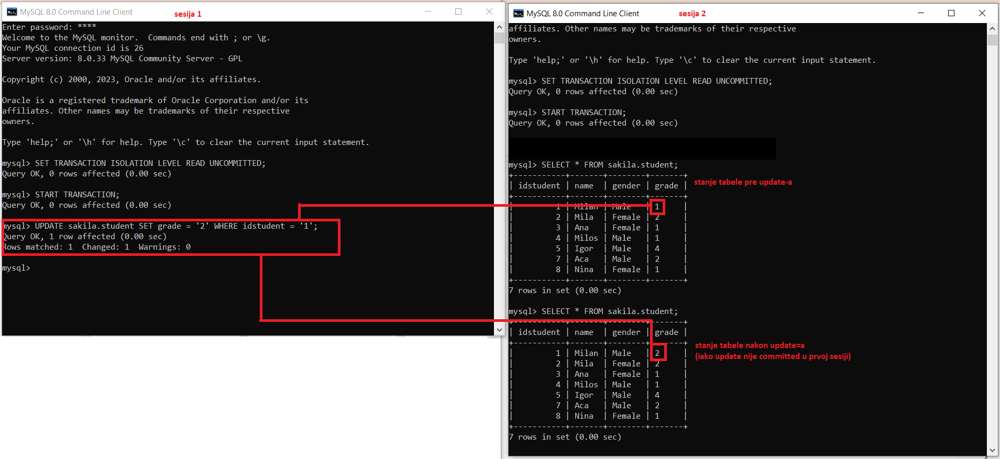 MySQL 8.0 Command Line Client
sesija 1
Enter password: ****
Welcome to the MySQL monitor.  Commands end with ; or \g.
Your MySQL connection id is 26
Server version: 8.0.33 MySQL Community Server - GPL
Copyright (c) 2000, 2023, Oracle and/or its affiliates.
Oracle is a registered trademark of Oracle Corporation and/or its
affiliates. Other names may be trademarks of their respective
owners.
Type 'help;' or '\h' for help. Type '\c' to clear the current input statement.
mysql> SET TRANSACTION ISOLATION LEVEL READ UNCOMMITTED;
Query OK, 0 rows affected (0.00 sec)
mysql> START TRANSACTION;
Query OK, 0 rows affected (0.00 sec)
mysql> UPDATE sakila.student SET grade = '2' WHERE idstudent = '1';
Query OK, 1 row affected (0.00 sec)
Rows matched: 1  Changed: 1  Warnings: 0
mysql>
MySQL 8.0 Command Line Client
sesija 2
affiliates. Other names may be trademarks of their respective
owners.
Type 'help;' or '\h' for help. Type '\c' to clear the current input statement.
mysql> SET TRANSACTION ISOLATION LEVEL READ UNCOMMITTED;
Query OK, 0 rows affected (0.00 sec)
mysql> START TRANSACTION;
Query OK, 0 rows affected (0.00 sec)
mysql> SELECT * FROM sakila.student;
+-----------+-------+--------+-------+
| idstudent | name  | gender | grade |
+-----------+-------+--------+-------+
|         1 | Milan | Male   | 1     |
|         2 | Mila  | Female | 2     |
|         3 | Ana   | Female | 1     |
|         4 | Milos | Male   | 1     |
|         5 | Igor  | Male   | 4     |
|         7 | Aca   | Male   | 2     |
|         8 | Nina  | Female | 1     |
+-----------+-------+--------+-------+
7 rows in set (0.00 sec)
stanje tabele pre update-a
mysql> SELECT * FROM sakila.student;
+-----------+-------+--------+-------+
| idstudent | name  | gender | grade |
+-----------+-------+--------+-------+
|         1 | Milan | Male   | 2     |
|         2 | Mila  | Female | 2     |
|         3 | Ana   | Female | 1     |
|         4 | Milos | Male   | 1     |
|         5 | Igor  | Male   | 4     |
|         7 | Aca   | Male   | 2     |
|         8 | Nina  | Female | 1     |
+-----------+-------+--------+-------+
7 rows in set (0.00 sec)
stanje tabele nakon update=a
(iako update nije committed u prvoj sesiji)